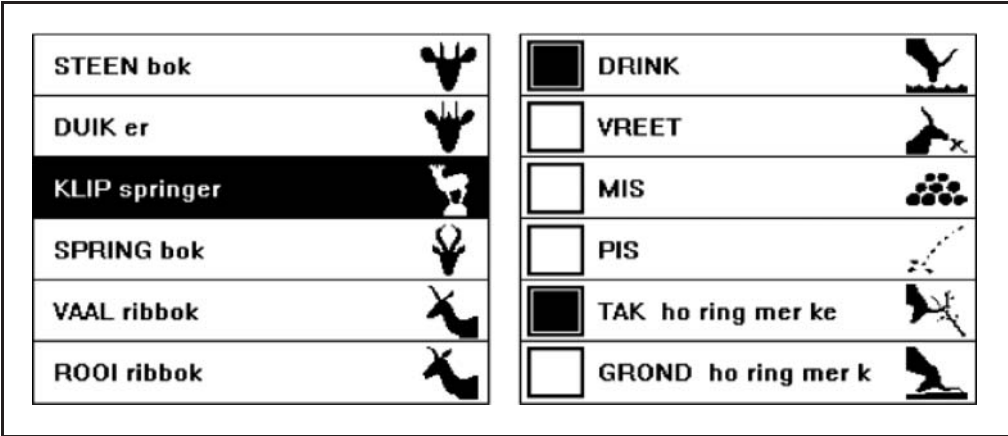 STEEN bok
DUIK er
KLIP springer
SPRING bok
VAAL ribbok
ROOI ribbok
DRINK
VREET
MIS
PIS
TAK ho ring mer ke
GROND ho ring mer k